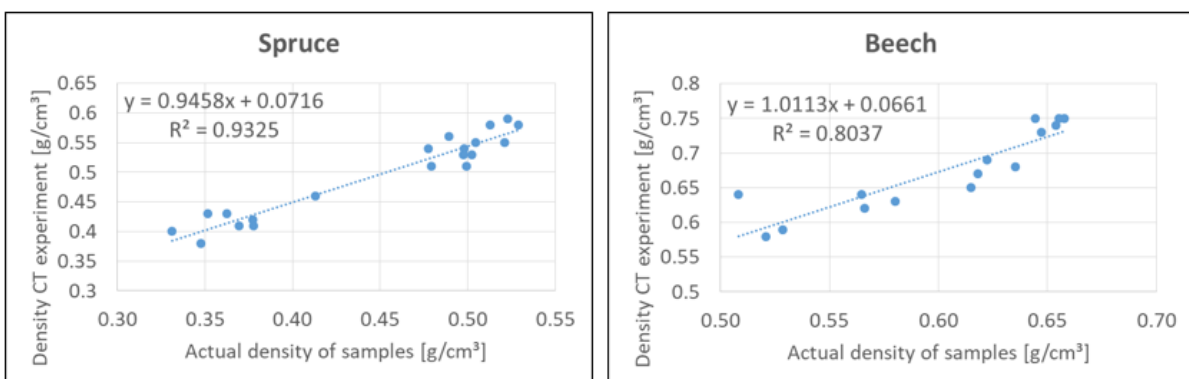 Spruce
Density CT experiment [g/cm³]
0.65
0.6
0.55
0.5
0.45
0.4
0.35
0.3
y = 0.9458x + 0.0716
R² = 0.9325
0.30 0.35 0.40 0.45 0.50 0.55
Actual density of samples [g/cm³]
Beech
Density CT experiment [g/cm³]
0.8
0.75
0.7
0.65
0.6
0.55
0.5
y = 1.0113x + 0.0661
R² = 0.8037
0.50 0.55 0.60 0.65 0.70
Actual density of samples [g/cm³]